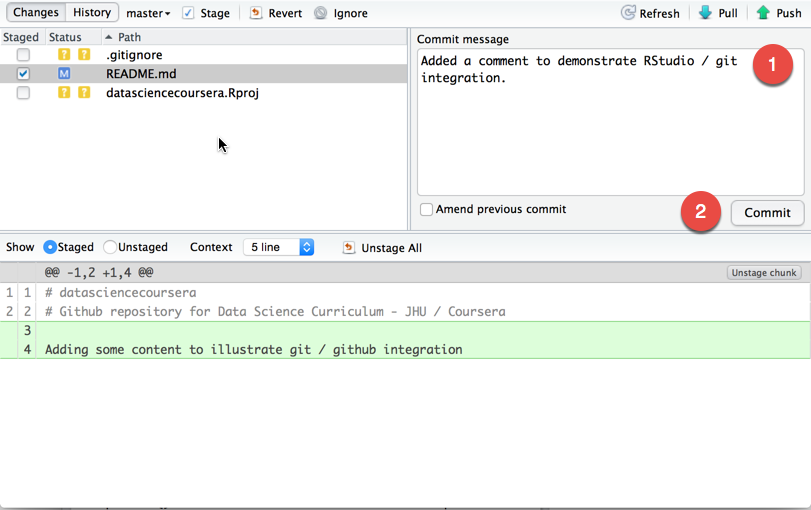 Changes History master Stage Revert Ignore Refresh Pull Push
Staged Status Path
? ? .gitignore
M README.md
? ? datasciencecoursera.Rproj
Commit message
Added a comment to demonstrate RStudio / git
integration.
1
Amend previous commit
2
Commit
Show Staged Unstaged Context 5 line Unstage All
@@ -1,2 +1,4 @@ Unstage chunk
1 1 # datasciencecoursera
2 2 # Github repository for Data Science Curriculum - JHU / Coursera
3
4 Adding some content to illustrate git / github integration